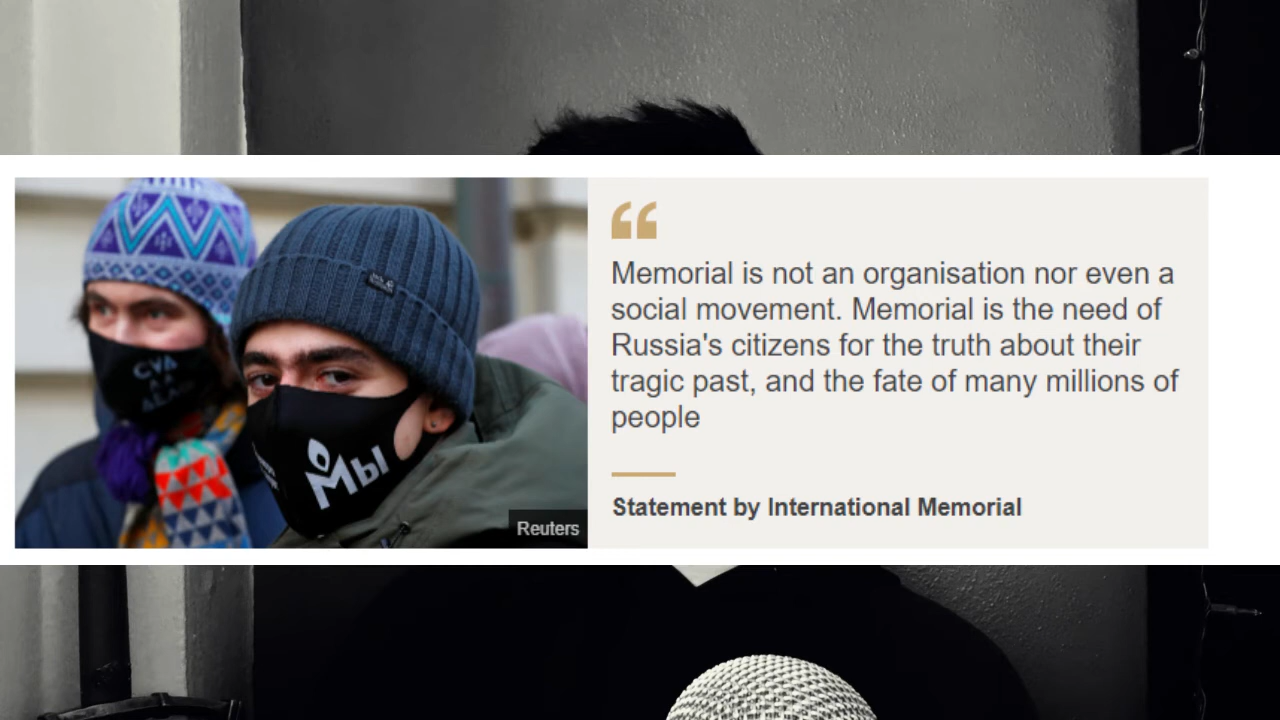 Memorial is not an organisation nor even a
social movement. Memorial is the need of
Russia's citizens for the truth about their
tragic past, and the fate of many millions of
people
Statement by International Memorial
Мы
Reuters